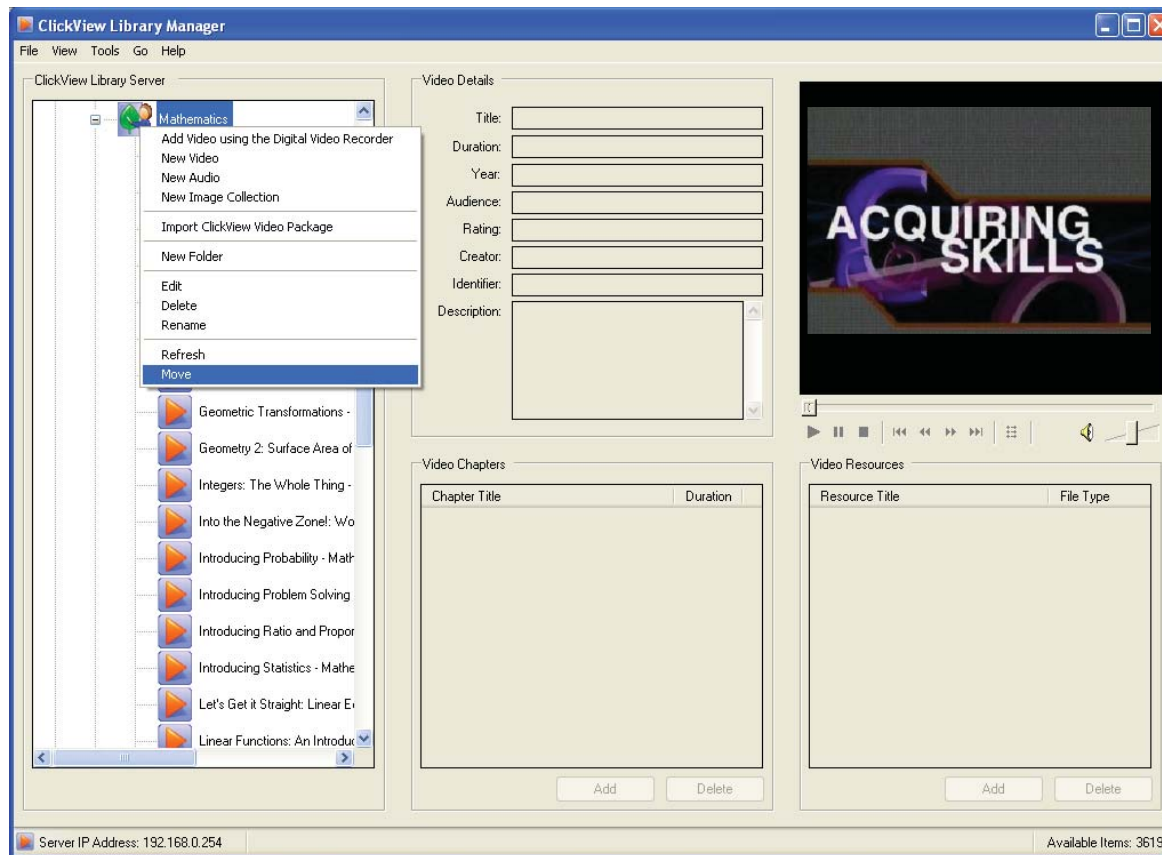 ClickView Library Manager
File View Tools Go Help
ClickView Library Server
Mathematics
Add Video using the Digital Video Recorder
New Video
New Audio
New Image Collection
Import ClickView Video Package
New Folder
Edit
Delete
Rename
Refresh
Move
Geometric Transformations -
Geometry 2: Surface Area of
Integers: The Whole Thing -
Into the Negative Zone!: Wo
Introducing Probability - Math
Introducing Problem Solving
Introducing Ratio and Propor
Introducing Statistics - Mathe
Let's Get it Straight: Linear E
Linear Functions: An Introduc
Video Details
Title:
Duration:
Year:
Audience:
Rating:
Creator:
Identifier:
Description:
ACQUIRING
SKILLS
Video Chapters
Chapter Title Duration
Add Delete
Video Resources
Resource Title File Type
Add Delete
Server IP Address: 192.168.0.254
Available Items: 3619